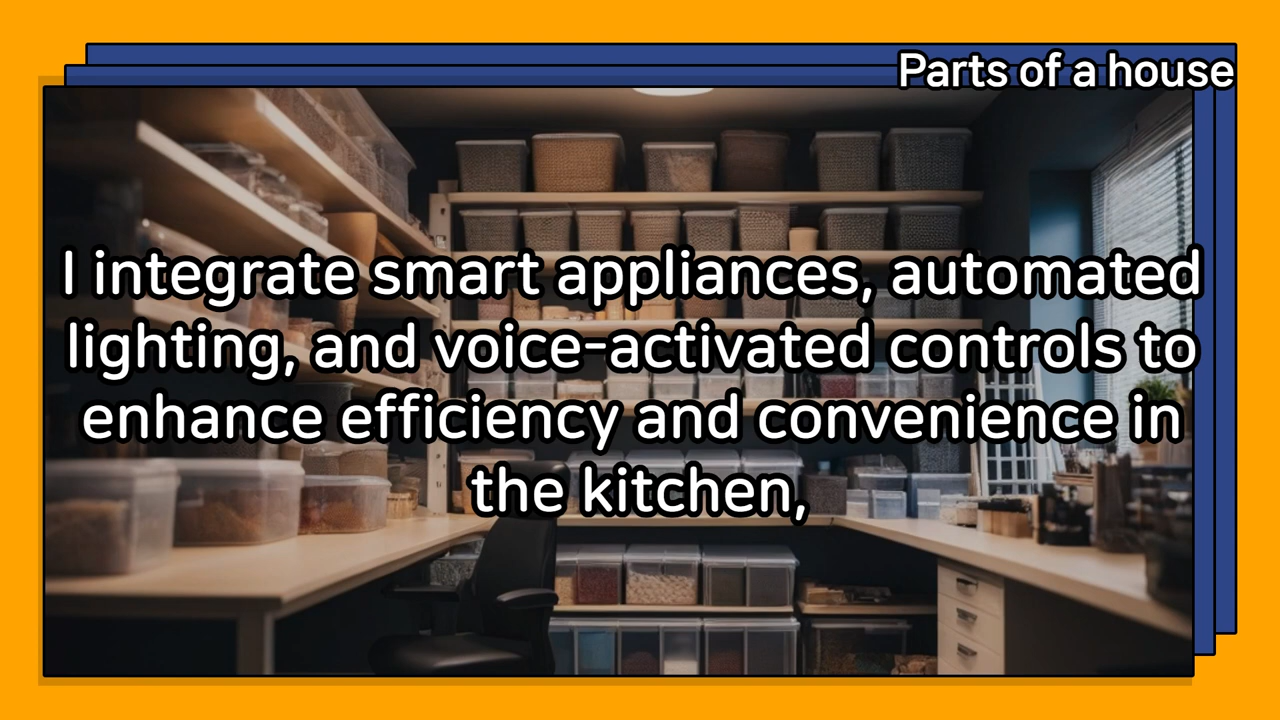 Parts of a house
I integrate smart appliances, automated
lighting, and voice-activated controls to
enhance efficiency and convenience in
the kitchen,